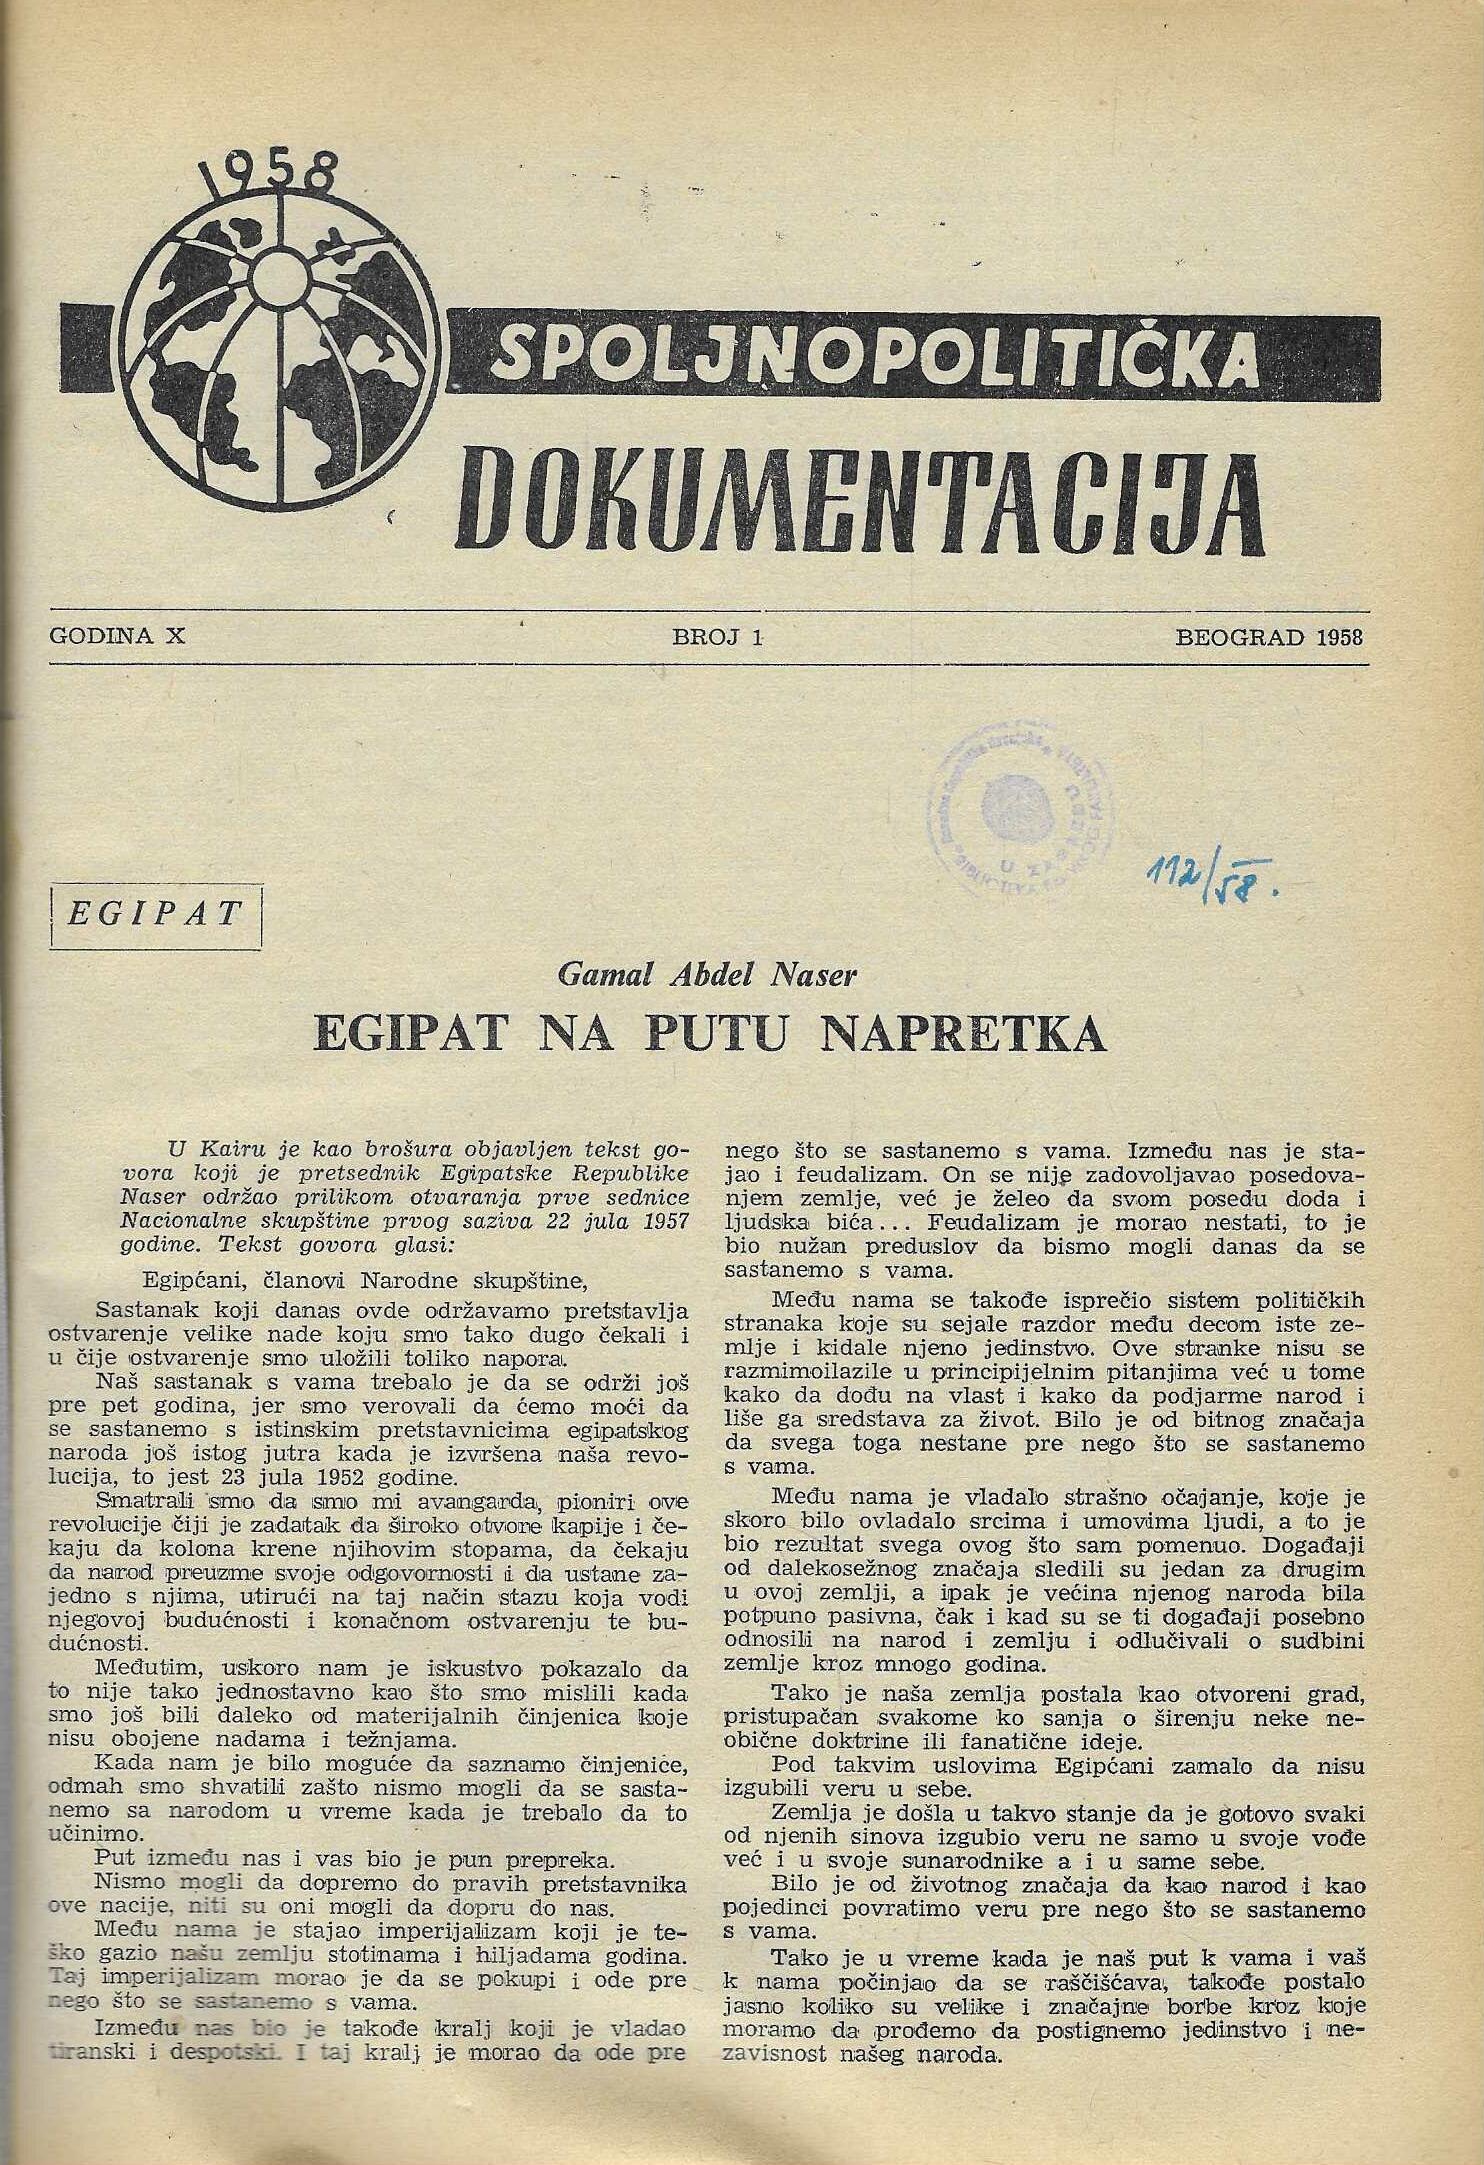 1958
SPOLJNOPOLITIČKA
DOKUMENTACIJA
GODINA X
BROJ 1
BEOGRAD 1958
112/58.
EGIPAT
Gamal Abdel Naser
EGIPAT NA PUTU NAPRETKA
U Kairu je kao brošura objavljen tekst go-
vora koji je pretsednik Egipatske Republike
Naser održao prilikom otvaranja prve sednice
Nacionalne skupštine prvog saziva 22 jula 1957
godine. Tekst govora glasi:
Egipćani, članovi Narodne skupštine,
Sastanak koji danas ovde održavamo pretstavlja
ostvarenje velike nade koju smo tako dugo čekali i
u čije ostvarenje smo uložili toliko napora.
Naš sastanak s vama trebalo je da se održi još
pre pet godina, jer smo verovali da ćemo moći da
se sastanemo s istinskim pretstavnicima egipatskog
naroda još istog jutra kada je izvršena naša revo-
lucija, to jest 23 jula 1952 godine.
Smatrali smo da smo mi avangarda, pioniri ove
revolucije čiji je zadatak da široko otvore kapije i če-
kaju da kolona krene njihovim stopama, da čekaju
da narod preuzme svoje odgovornosti i da ustane za-
jedno s njima, utirući na taj način stazu koja vodi
njegovoj budućnosti i konačnom ostvarenju te bu-
dućnosti.
Međutim, uskoro nam je iskustvo pokazalo da
to nije tako jednostavno kao što smo mislili kada
smo još bili daleko od materijalnih činjenica koje
nisu obojene nadama i težnjama.
Kada nam je bilo moguće da saznamo činjenice,
odmah smo shvatili zašto nismo mogli da se sasta-
nemo sa narodom u vreme kada je trebalo da to
učinimo.
Put između nas i vas bio je pun prepreka.
Nismo mogli da dopremo do pravih pretstavnika
ove nacije, niti su oni mogli da dopru do nas.
Među nama je stajao imperijalizam koji je te-
ško gazio našu zemlju stotinama i hiljadama godina.
Taj imperijalizam morao je da se pokupi i ode pre
nego što se sastanemo s vama.
Između nas bio je takođe kralj koji je vladao
tiranski i despotski. I taj kralj je morao da ode pre
nego što se sastanemo s vama. Između nas je sta-
jao i feudalizam. On se nije zadovoljavao posedova-
njem zemlje, već je želeo da svom posedu doda i
ljudska bića... Feudalizam je morao nestati, to je
bio nužan preduslov da bismo mogli danas da se
sastanemo s vama.
Među nama se takođe isprečio sistem političkih
stranaka koje su sejale razdor među decom iste ze-
mlje i kidale njeno jedinstvo. Ove stranke nisu se
razmimoilazile u principijelnim pitanjima već u tome
kako da dođu na vlast i kako da podjarme narod i
liše ga sredstava za život. Bilo je od bitnog značaja
da svega toga nestane pre nego što se sastanemo
s vama.
Među nama je vladalo strašno očajanje, koje je
skoro bilo ovladalo srcima i umovima ljudi, a to je
bio rezultat svega ovog što sam pomenuo. Događaji
od dalekosežnog značaja sledili su jedan za drugim
u ovoj zemlji, a ipak je većina njenog naroda bila
potpuno pasivna, čak i kad su se ti događaji posebno
odnosili na narod i zemlju i odlučivali o sudbini
zemlje kroz mnogo godina.
Tako je naša zemlja postala kao otvoreni grad,
pristupačan svakome ko sanja o širenju neke ne-
obične doktrine ili fanatične ideje.
Pod takvim uslovima Egipćani zamalo da nisu
izgubili veru u sebe.
Zemlja je došla u takvo stanje da je gotovo svaki
od njenih sinova izgubio veru ne samo u svoje vođe
već i u svoje sunarodnike a i u same sebe.
Bilo je od životnog značaja da kao narod i kao
pojedinci povratimo veru pre nego što se sastanemo
s vama.
Tako je u vreme kada je naš put k vama i vaš
k nama počinjao da se raščišćava, takođe postalo
jasno koliko su velike i značajne borbe kroz koje
moramo da prođemo da postignemo jedinstvo i ne-
zavisnost našeg naroda.